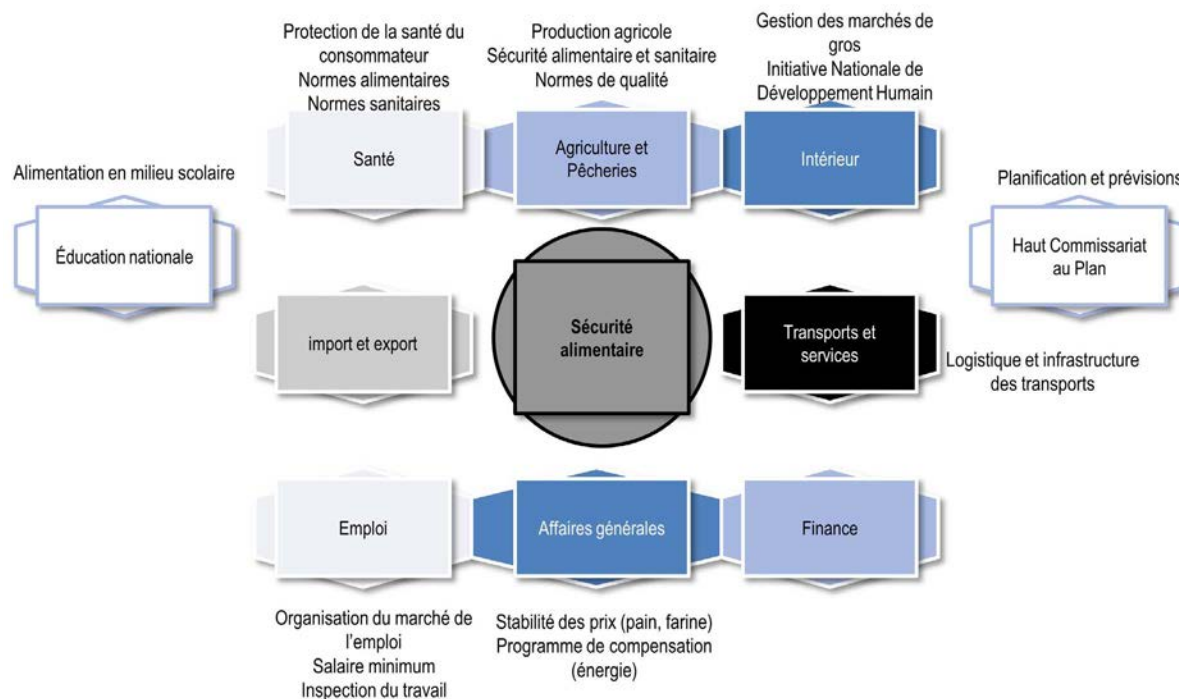 Protection de la santé du
consommateur
Normes alimentaires
Normes sanitaires
Production agricole
Sécurité alimentaire et sanitaire
Normes de qualité
Gestion des marchés de
gros
Initiative Nationale de
Développement Humain
Santé
Agriculture et
Pêcheries
Intérieur
Alimentation en milieu scolaire
Éducation nationale
Planification et prévisions
Haut Commissariat
au Plan
import et export
Sécurité
alimentaire
Transports et
services
Logistique et infrastructure
des transports
Emploi
Affaires générales
Finance
Organisation du marché de
l’emploi
Salaire minimum
Inspection du travail
Stabilité des prix (pain, farine)
Programme de compensation
(énergie)